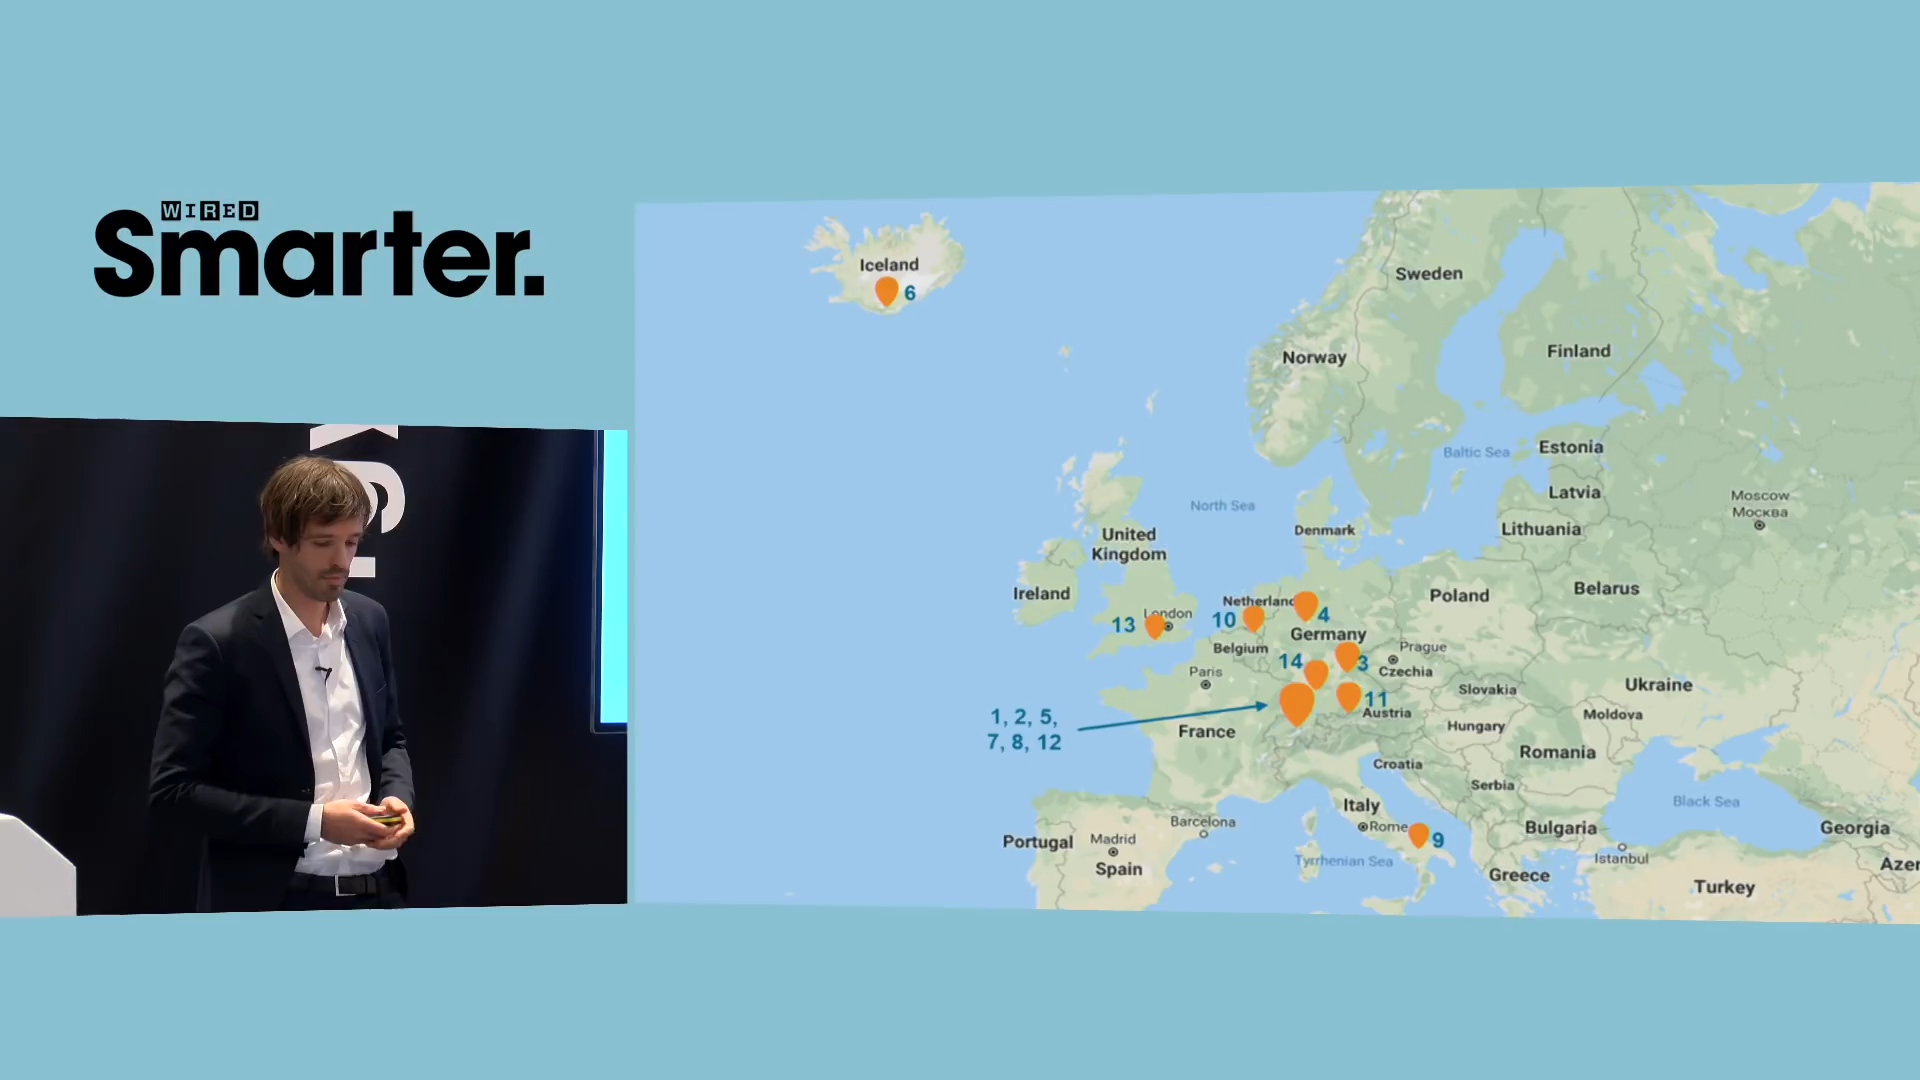 WIRED
Smarter.
Iceland
6
Sweden
Norway
Finland
Baltic Sea
Estonia
Latvia
Lithuania
Moscow
Москва
North Sea
Denmark
United
Kingdom
Ireland
London
13
Netherland
10
4
Germany
Belgium
Poland
Belarus
Prague
Czechia
14
3
Paris
Slovakia
Ukraine
11
Austria
Hungary
Moldova
1, 2, 5,
7, 8, 12
France
Romania
Croatia
Serbia
Italy
Rome
9
Black Sea
Barcelona
Bulgaria
Georgia
Portugal
Madrid
Spain
Tyrrhenian Sea
Greece
Istanbul
Turkey
Azer